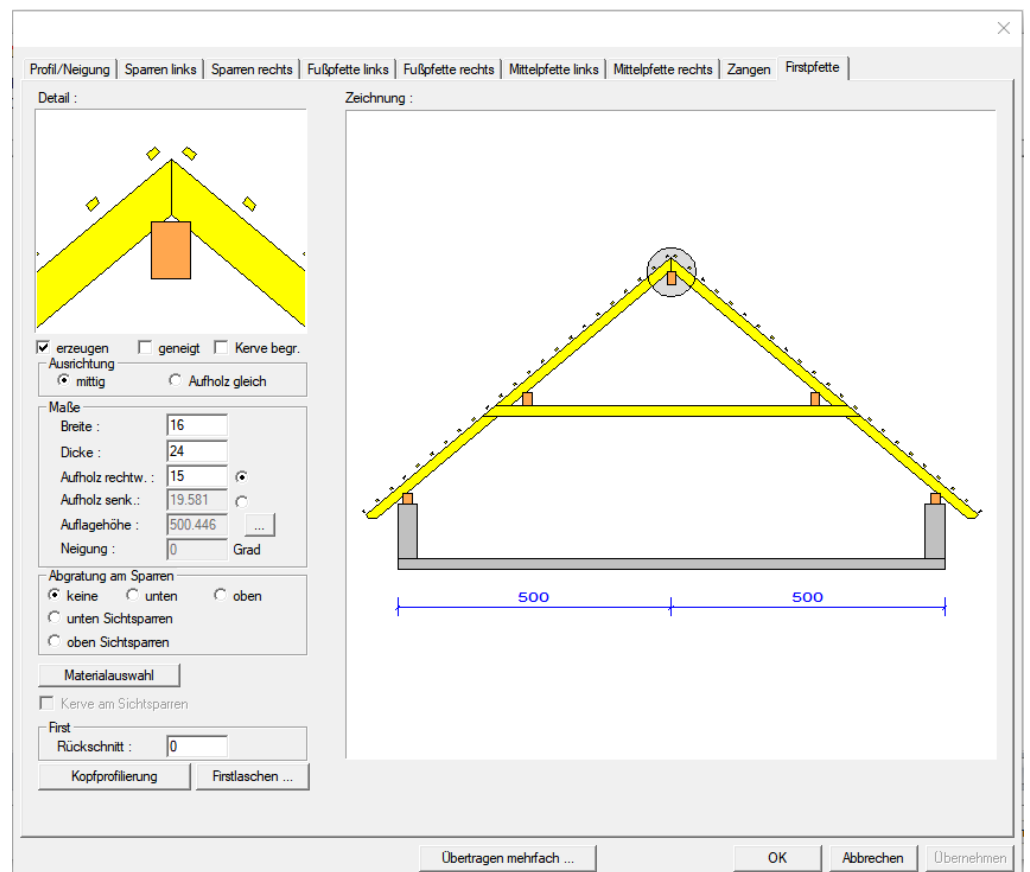 Profil/Neigung Sparren links Sparren rechts Fußpfette links Fußpfette rechts Mittelpfette links Mittelpfette rechts Zangen Firstpfette
Detail :
Zeichnung :
erzeugen geneigt Kerve begr.
Ausrichtung
mittig Aufholz gleich
Maße
Breite : 16
Dicke : 24
Aufholz rechtw. : 15
Aufholz senk.: 19.581
Auflagehöhe : 500.446 ...
Neigung : 0 Grad
Abgratung am Sparren
keine unten oben
unten Sichtsparren
oben Sichtsparren
Materialauswahl
Kerve am Sichtsparren
First
Rückschnitt : 0
Kopfprofilierung Firstlaschen ...
500 500
Übertragen mehrfach ... OK Abbrechen Übernehmen